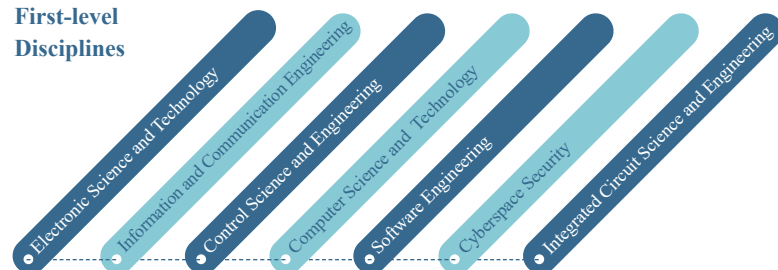 First-level
Disciplines
Electronic Science and Technology
Information and Communication Engineering
Control Science and Engineering
Computer Science and Technology
Software Engineering
Cyberspace Security
Integrated Circuit Science and Engineering